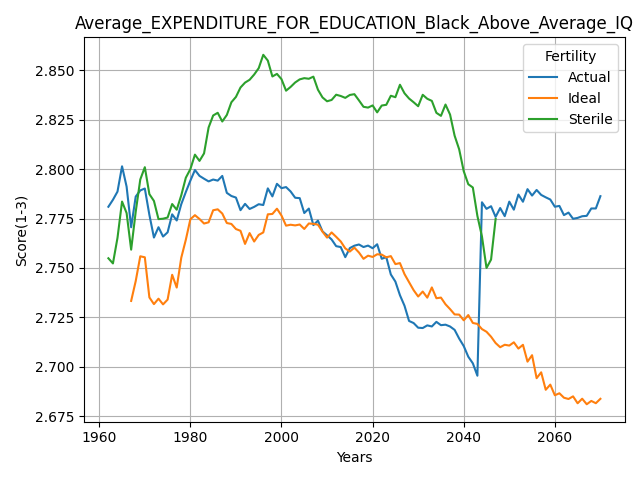 Average_EXPENDITURE_FOR_EDUCATION_Black_Above_Average_IQ
Fertility
Actual
Ideal
Sterile
Score(1-3)
2.850
2.825
2.800
2.775
2.750
2.725
2.700
2.675
1960
1980
2000
2020
2040
2060
Years